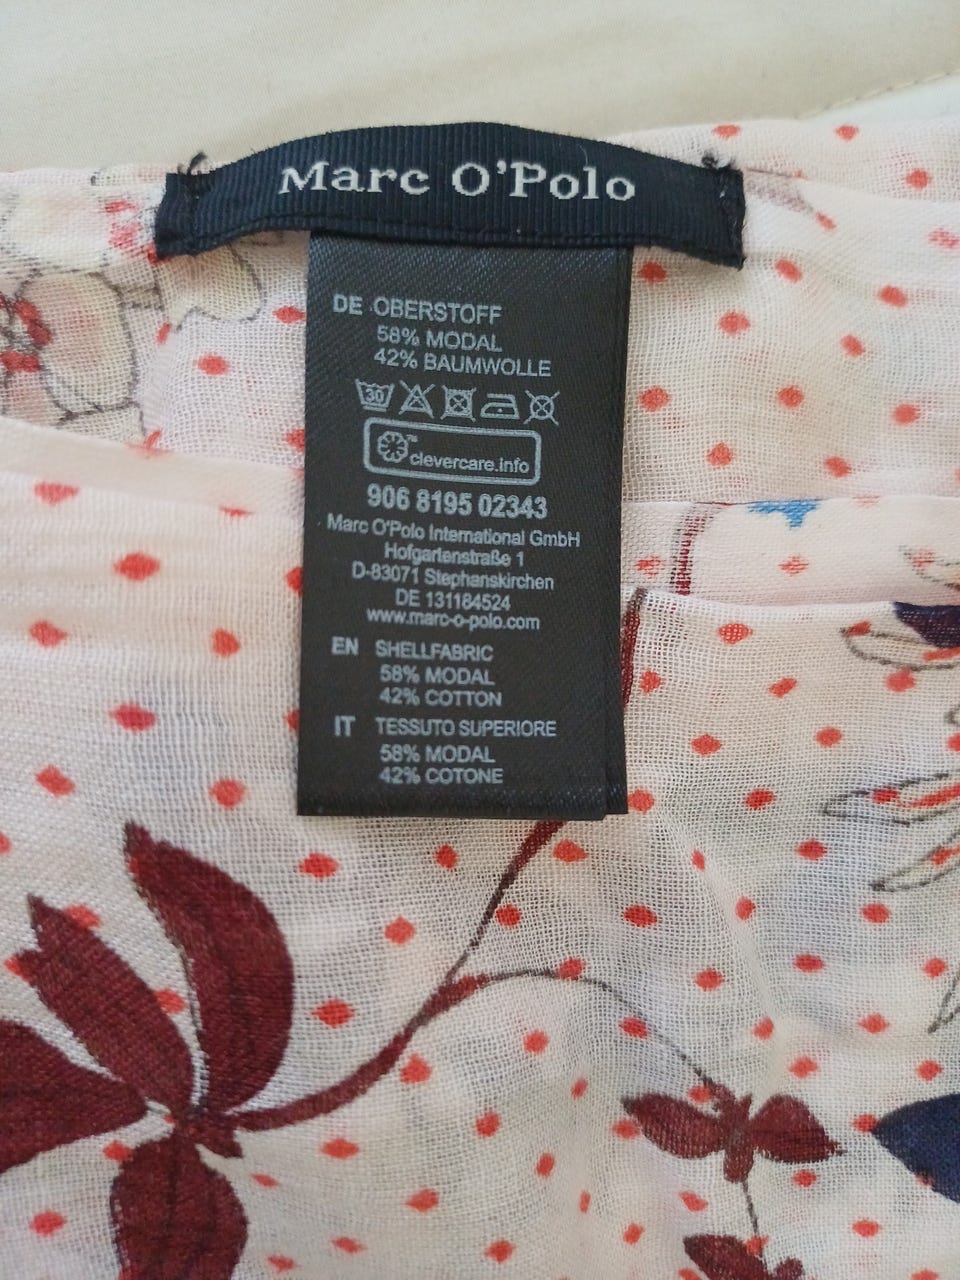 Marc O'Polo
DE OBERSTOFF
58% MODAL
42% BAUMWOLLE
30
clevercare.info
906 8195 02343
Marc O'Polo International GmbH
Hofgartenstraße 1
D-83071 Stephanskirchen
DE 131184524
www.marc-o-polo.com
EN SHELLFABRIC
58% MODAL
42% COTTON
IT TESSUTO SUPERIORE
58% MODAL
42% COTONE